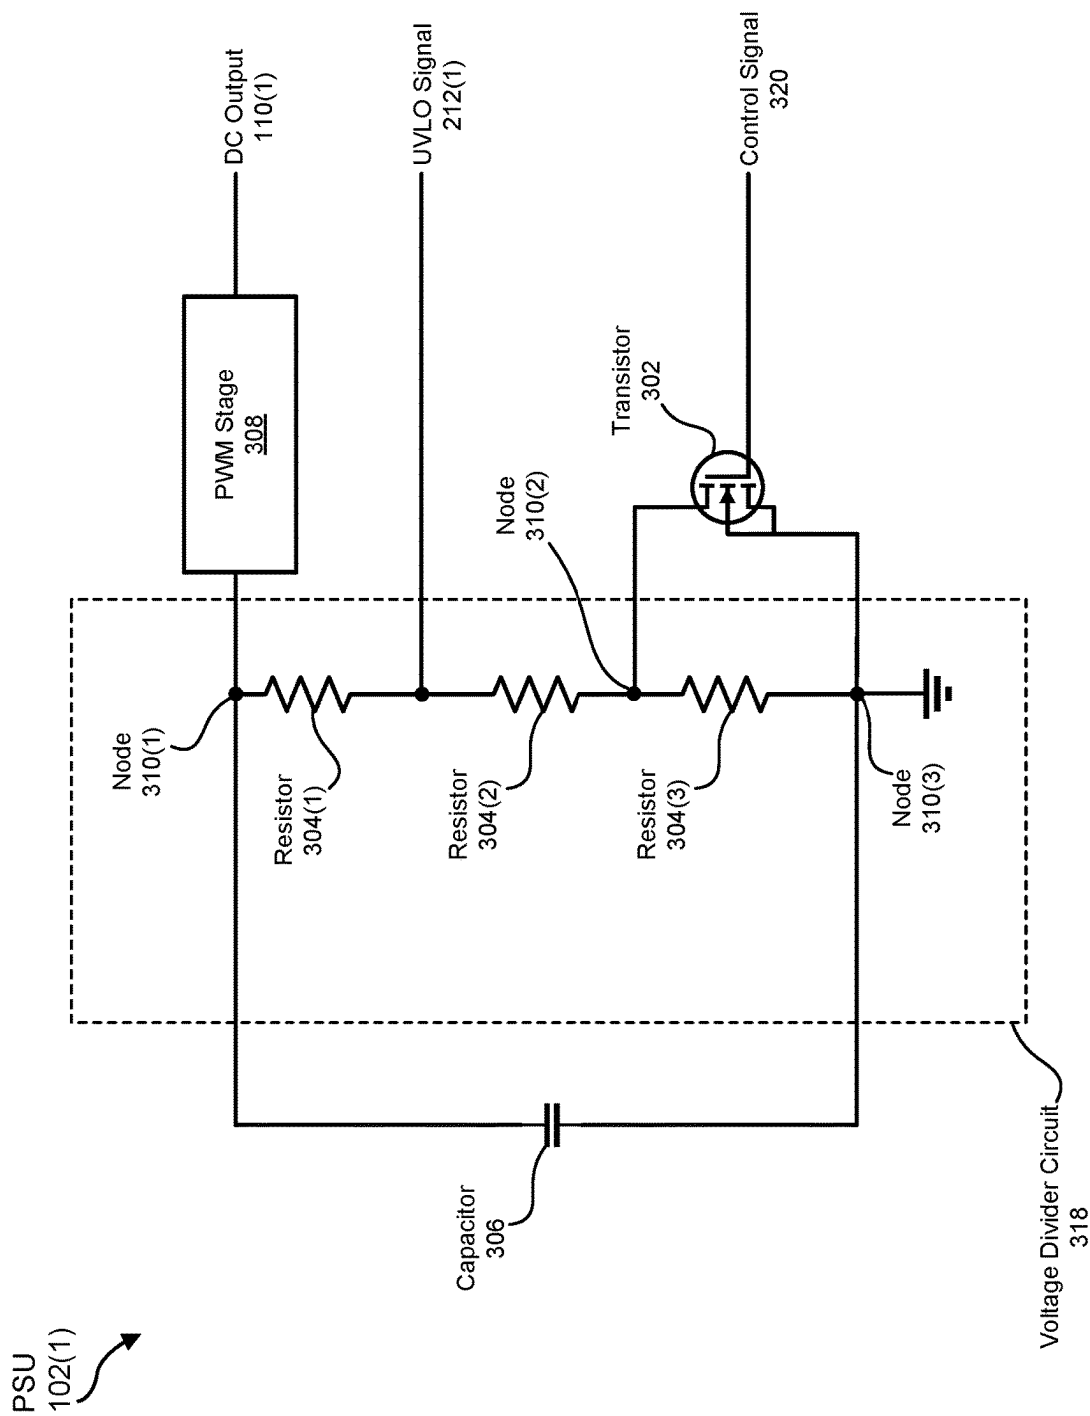 PSU
102(1)
Capacitor
306
Voltage Divider Circuit
318
Node
310(1)
Resistor
304(1)
Resistor
304(2)
Resistor
304(3)
Node
310(3)
PWM Stage
308
Node
310(2)
Transistor
302
DC Output
110(1)
UVLO Signal
212(1)
Control Signal
320